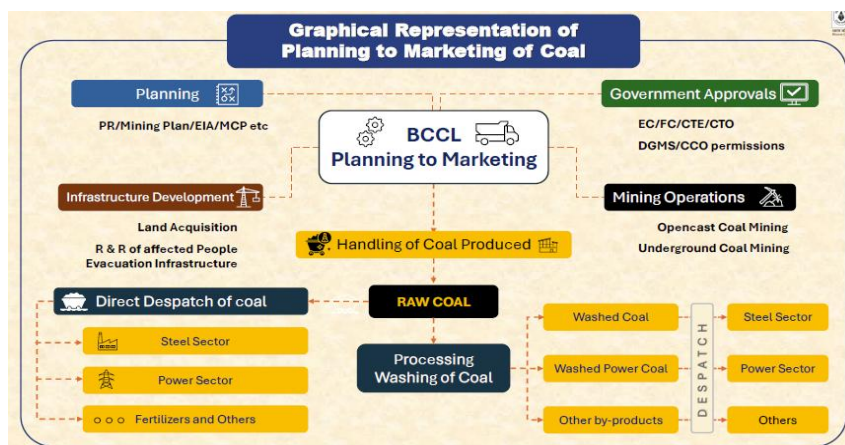 Graphical Representation of
Planning to Marketing of Coal
Planning
PR/Mining Plan/EIA/MCP etc
Government Approvals
EC/FC/CTE/CTO
DGMS/CCO permissions
BCCL
Planning to Marketing
Infrastructure Development
Land Acquisition
R & R of affected People
Evacuation Infrastructure
Mining Operations
Opencast Coal Mining
Underground Coal Mining
Handling of Coal Produced
Direct Despatch of coal
RAW COAL
Steel Sector
Power Sector
Fertilizers and Others
Processing
Washing of Coal
Washed Coal
Washed Power Coal
Other by-products
DESPATCH
Steel Sector
Power Sector
Others